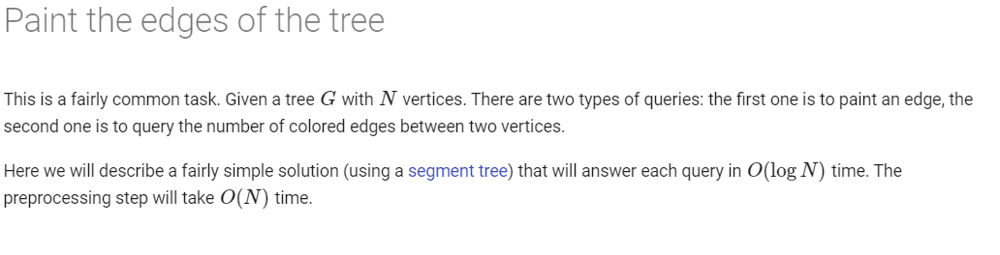 Paint the edges of the tree
This is a fairly common task. Given a tree G with N vertices. There are two types of queries: the first one is to paint an edge, the
second one is to query the number of colored edges between two vertices.
Here we will describe a fairly simple solution (using a segment tree) that will answer each query in O(log N) time. The
preprocessing step will take O(N) time.